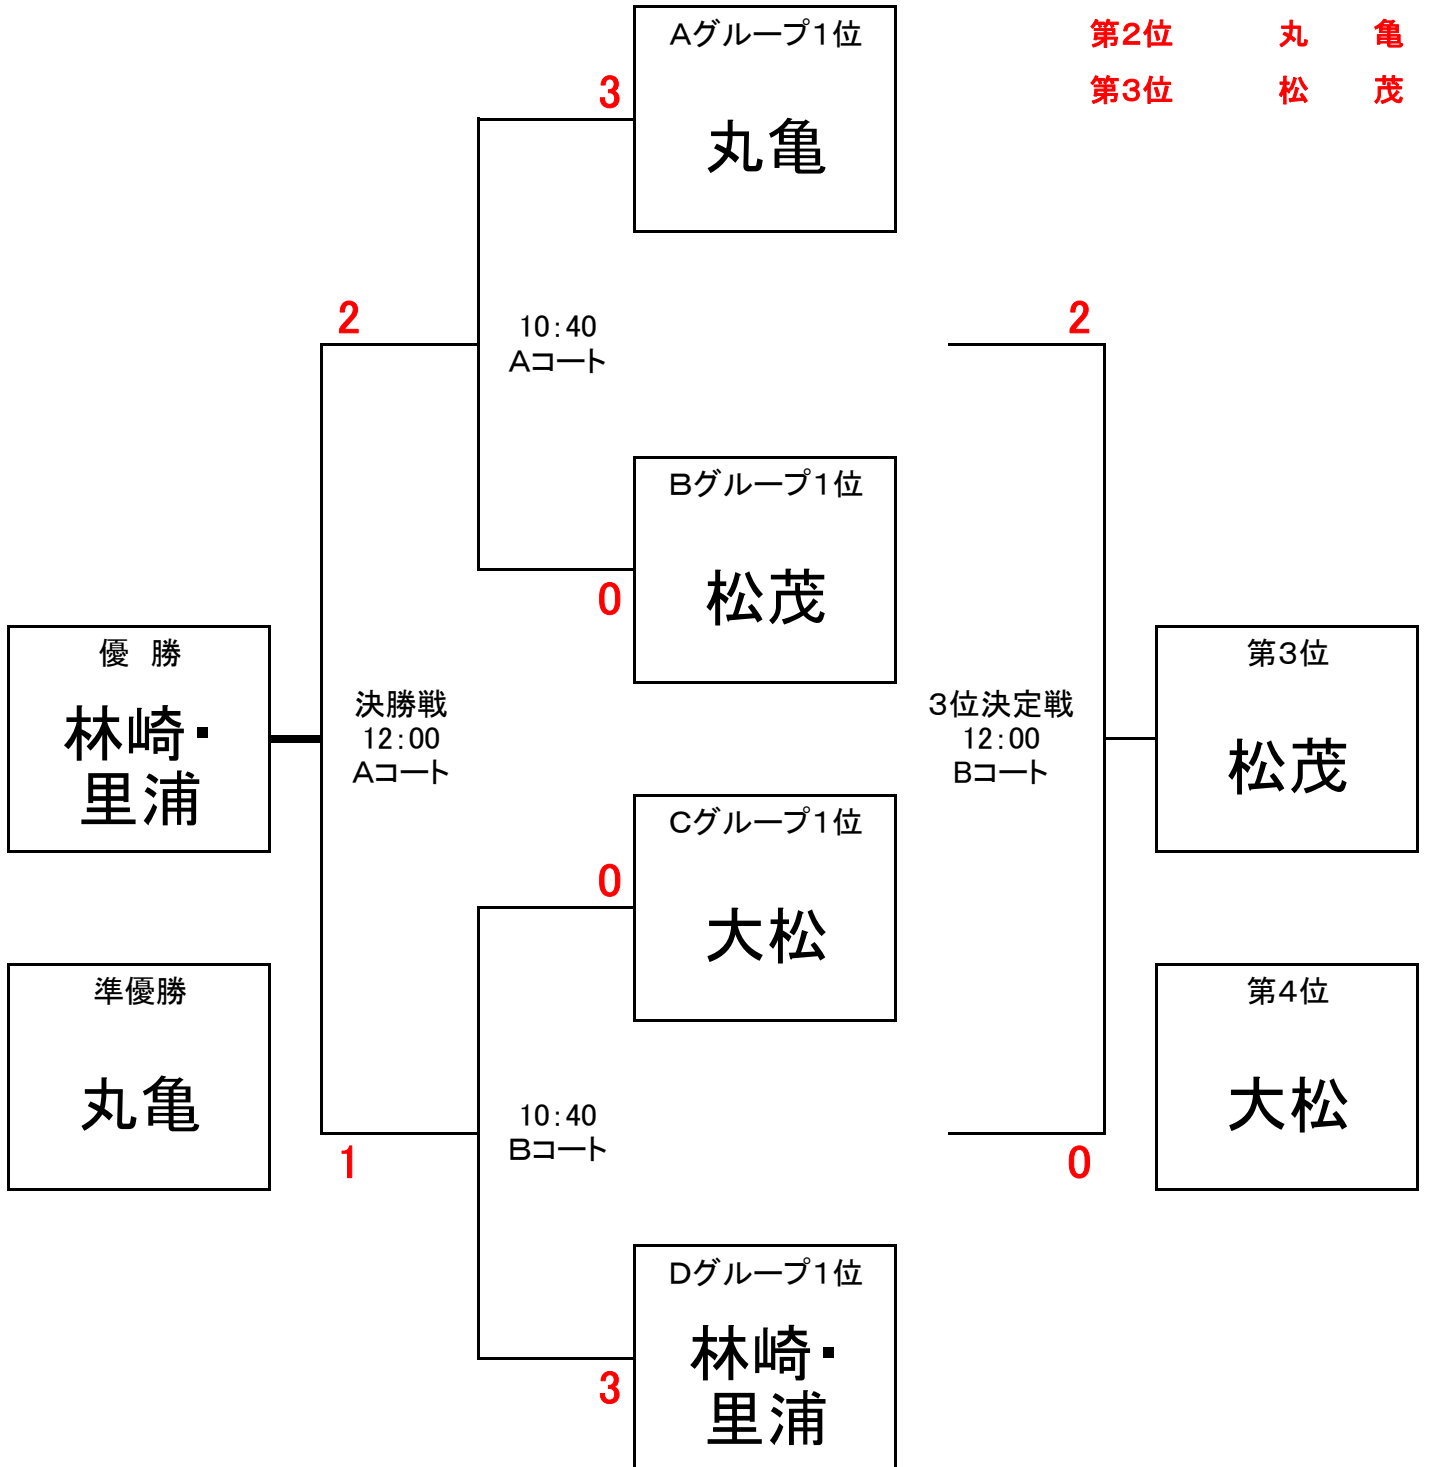 Aグループ1位
丸亀
第2位 丸 亀
第3位 松 茂
3
2
10:40
Aコート
2
Bグループ1位
松茂
0
優 勝
林崎・
里浦
決勝戦
12:00
Aコート
3位決定戦
12:00
Bコート
第3位
松茂
Cグループ1位
大松
0
準優勝
丸亀
第4位
大松
10:40
Bコート
1
0
Dグループ1位
林崎・
里浦
3